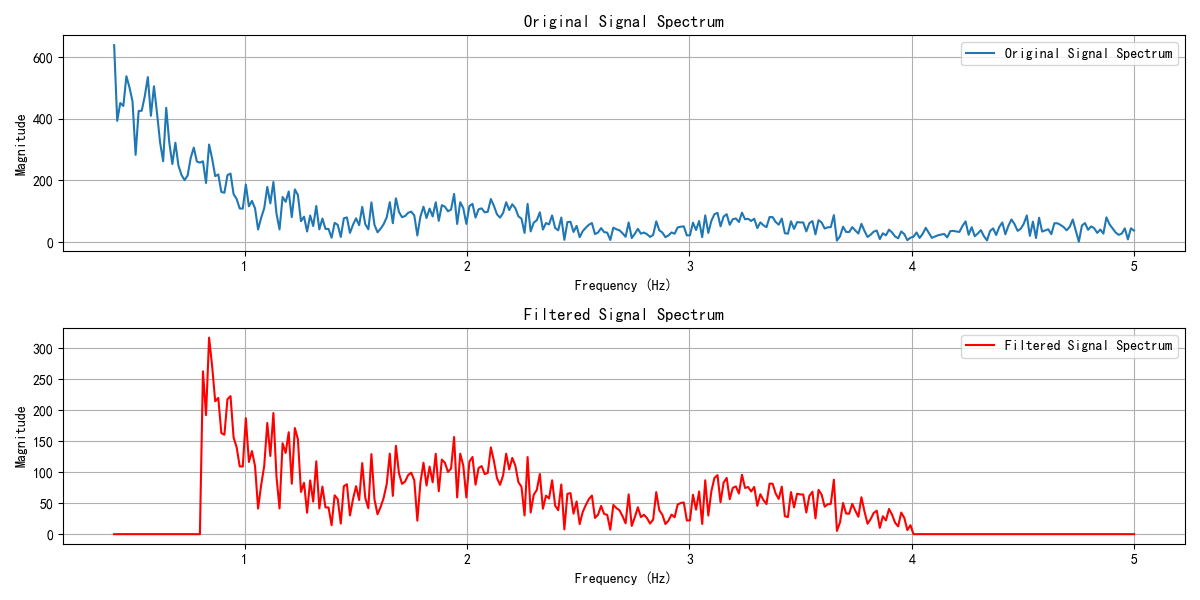 Original Signal Spectrum
Original Signal Spectrum
Magnitude
600
400
200
0
1 2 3 4 5
Frequency (Hz)
Filtered Signal Spectrum
Filtered Signal Spectrum
Magnitude
300
250
200
150
100
50
0
1 2 3 4 5
Frequency (Hz)